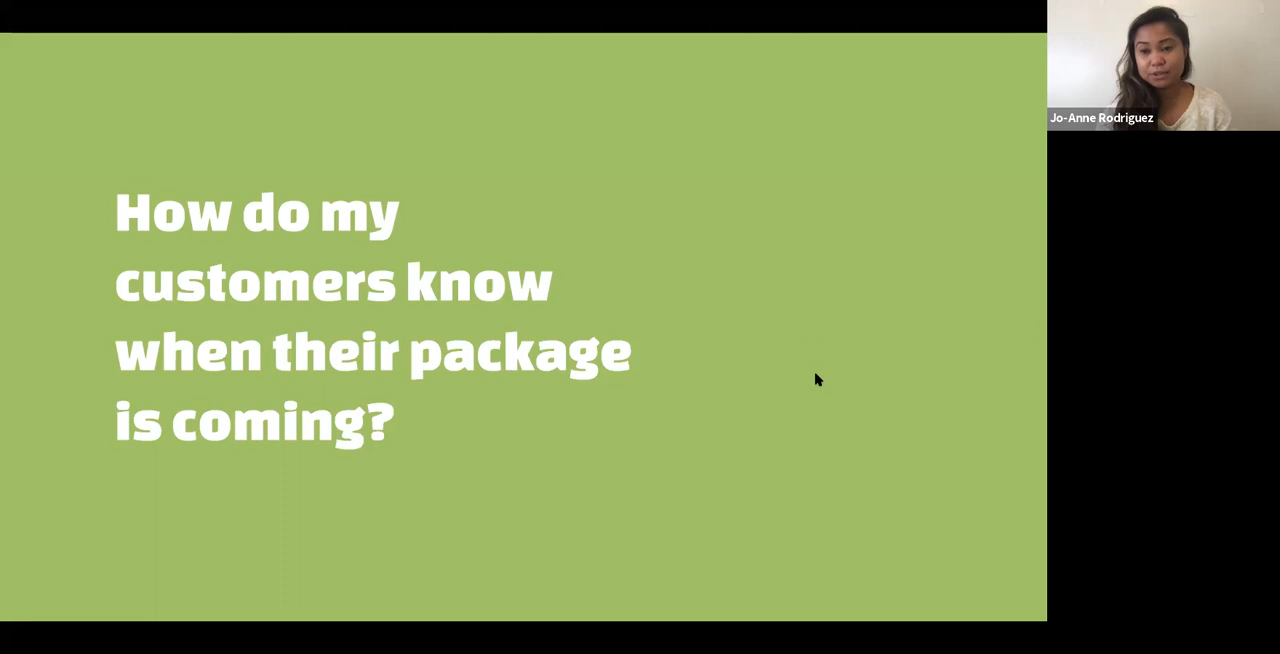 How do my
customers know
when their package
is coming?
Jo-Anne Rodriguez